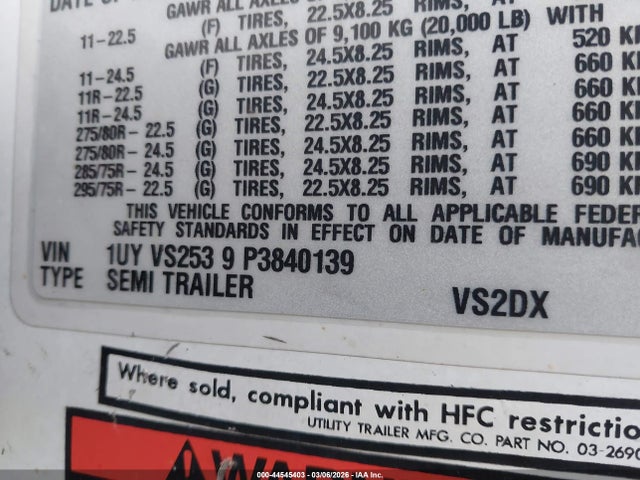 DATE OF
GAWR ALL AXLES
(F) TIRES, 22.5X8.25 RIMS, AT 520
11-22.5
GAWR ALL AXLES OF 9,100 KG (20,000 LB) WITH
11-24.5 (F) TIRES, 24.5X8.25 RIMS, AT 660
11R-22.5 (G) TIRES, 22.5X8.25 RIMS, AT 660
11R-24.5 (G) TIRES, 24.5X8.25 RIMS, AT 660
275/80R-22.5 (G) TIRES, 22.5X8.25 RIMS, AT 660
275/80R-24.5 (G) TIRES, 24.5X8.25 RIMS, AT 660
285/75R-24.5 (G) TIRES, 24.5X8.25 RIMS, AT 690
295/75R-22.5 (G) TIRES, 22.5X8.25 RIMS, AT 690
THIS VEHICLE CONFORMS TO ALL APPLICABLE FEDER
SAFETY STANDARDS IN EFFECT ON DATE OF MANUFA
VIN 1UY VS253 9 P3840139
TYPE SEMI TRAILER VS2DX
Where sold, compliant with HFC restriction
UTILITY TRAILER MFG. CO. PART NO. 03-2690
000-44545403 - 03/06/2026 - IAA Inc.